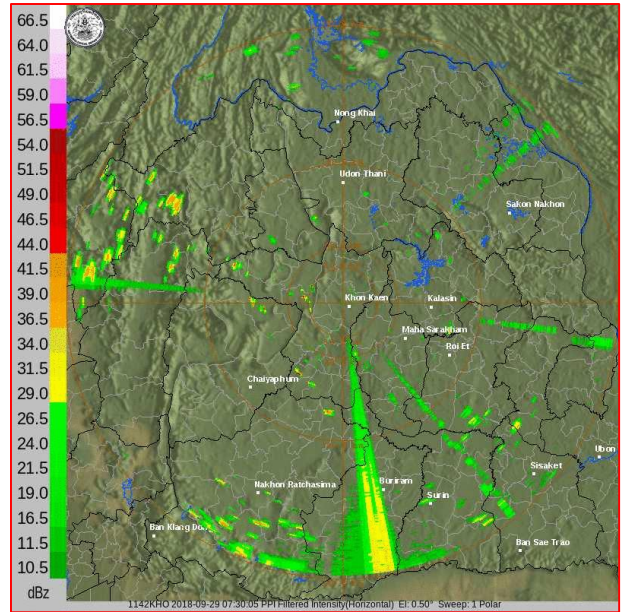 66.5
64.0
61.5
59.0
56.5
54.0
51.5
49.0
46.5
44.0
41.5
39.0
36.5
34.0
31.5
29.0
26.5
24.0
21.5
19.0
16.5
14.0
11.5
10.5
dBz
Nong Khai
Udon Thani
Sakon Nakhon
Khon Kaen
Kalasin
Maha Sarakham
Roi Et
Chaiyaphum
Ubon
Sisaket
Nakhon Ratchasima
Buriram
Surin
Ban Klang Do
Ban Sae Trao
1142KHO 2018-09-29 07:30:05 PPI Filtered Intensity(Horizontal) El: 0.50° Sweep: 1 Polar